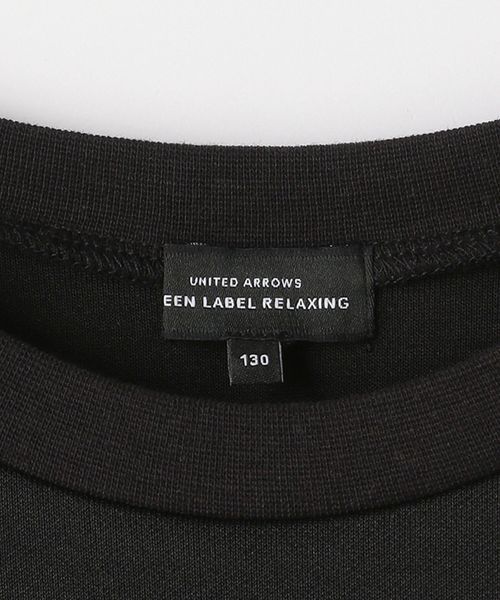 UNITED ARROWS
EEN LABEL RELAXING
130